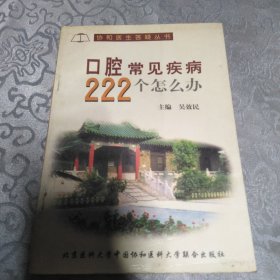 协和医生答疑丛书
口腔常见疾病
222个怎么办
主编 吴效民
北京医科大学中国协和医科大学联合出版社